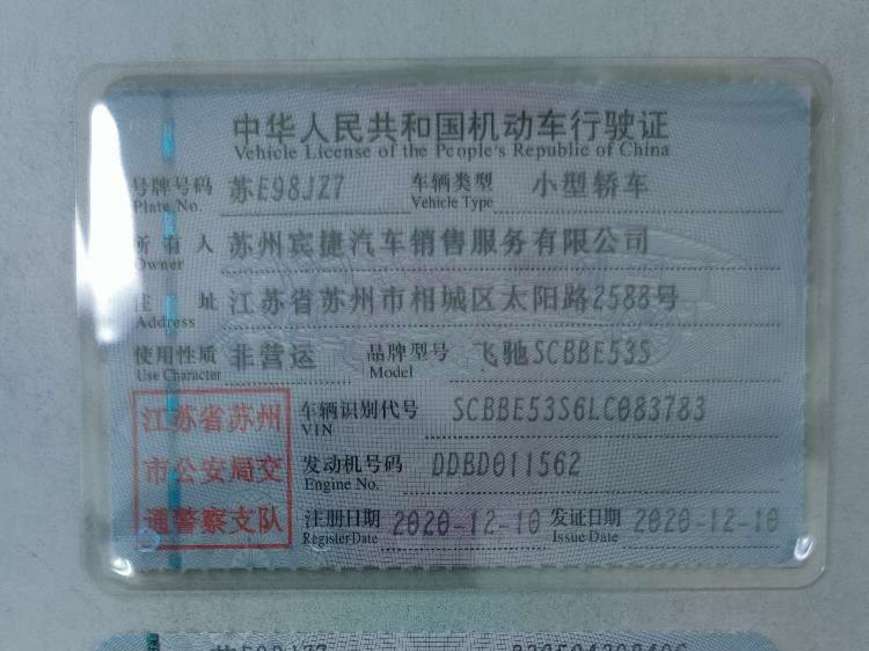 中华人民共和国机动车行驶证
Vehicle License of the People's Republic of China
号牌号码 苏E98JZ7 车辆类型 小型轿车
Plate No. Vehicle Type
所有人 苏州宾捷汽车销售服务有限公司
Owner
住址 江苏省苏州市相城区太阳路2588号
Address
使用性质 非营运 品牌型号 飞驰SCBBE53S
Use Character Model
江苏省苏州
市公安局交
通警察支队
车辆识别代号 SCBBE53S6LC083783
VIN
发动机号码 DDBD011562
Engine No.
注册日期 2020-12-10 发证日期 2020-12-10
Register Date Issue Date